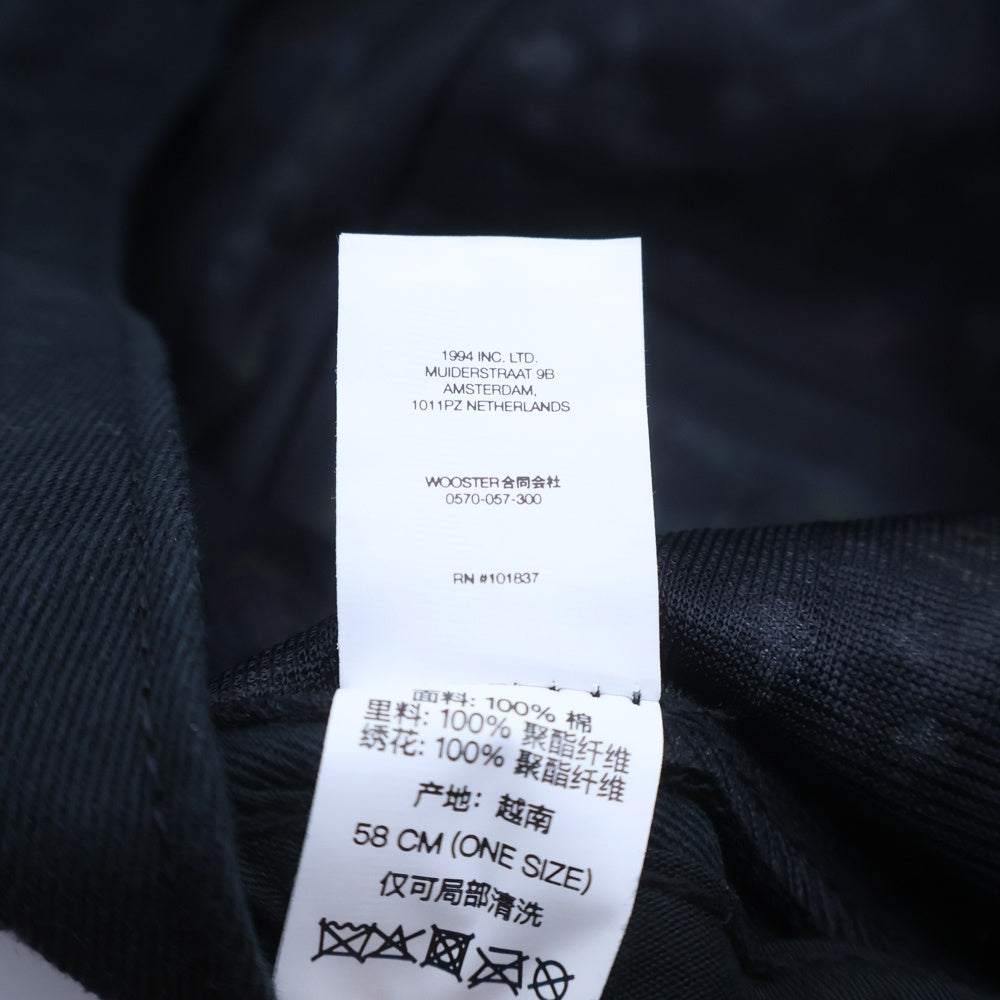 1994 INC. LTD.
MUIDERSTRAAT 9B
AMSTERDAM,
1011PZ NETHERLANDS
WOOSTER合同会社
0570-057-300
RN #101837
面料: 100% 棉
里料: 100% 聚酯纤维
绣花: 100% 聚酯纤维
产地: 越南
58 CM (ONE SIZE)
仅可局部清洗